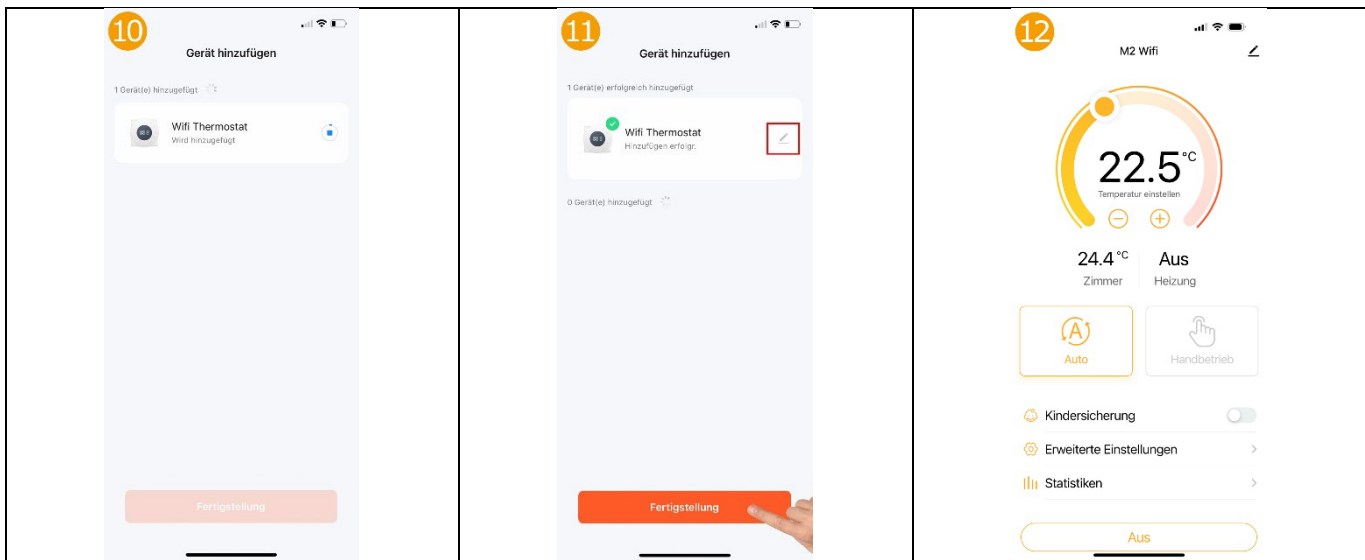 10
Gerät hinzufügen
1 Gerät(e) hinzugefügt
Wifi Thermostat
Wird hinzugefügt
Fertigstellung
11
Gerät hinzufügen
1 Gerät(e) erfolgreich hinzugefügt
Wifi Thermostat
Hinzufügen erfolgr.
0 Gerät(e) hinzugefügt
Fertigstellung
12
M2 Wifi
22.5°C
Temperatur einstellen
24.4°C Aus
Zimmer Heizung
Auto Handbetrieb
Kindersicherung
Erweiterte Einstellungen
Statistiken
Aus